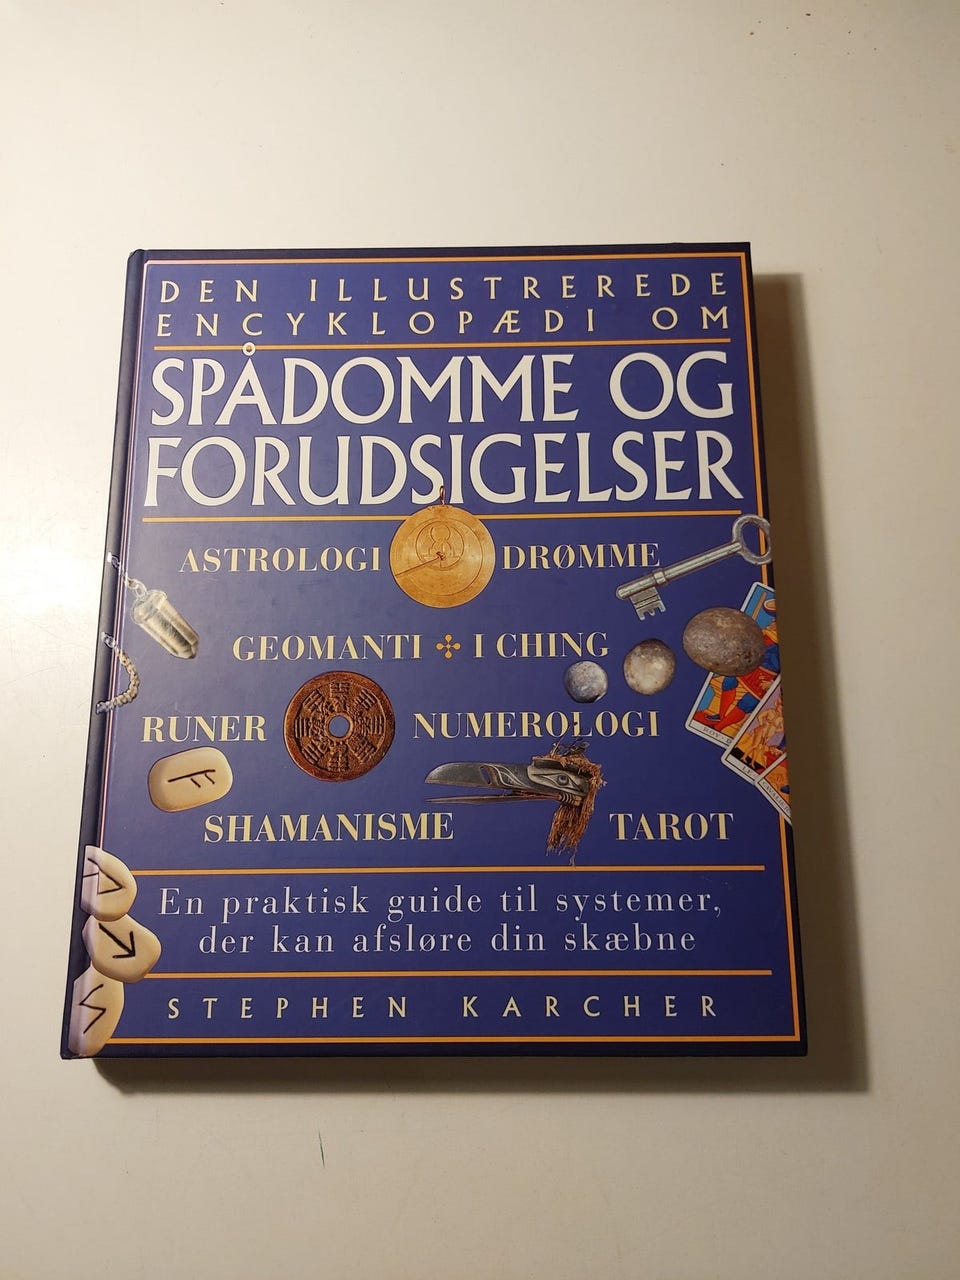 DEN ILLUSTREREDE
ENCYKLOPÆDI OM
SPÅDOMME OG
FORUDSIGELSER
ASTROLOGI DRØMME
GEOMANTI I CHING
RUNER NUMEROLOGI
SHAMANISME TAROT
En praktisk guide til systemer,
der kan afsløre din skæbne
STEPHEN KARCHER